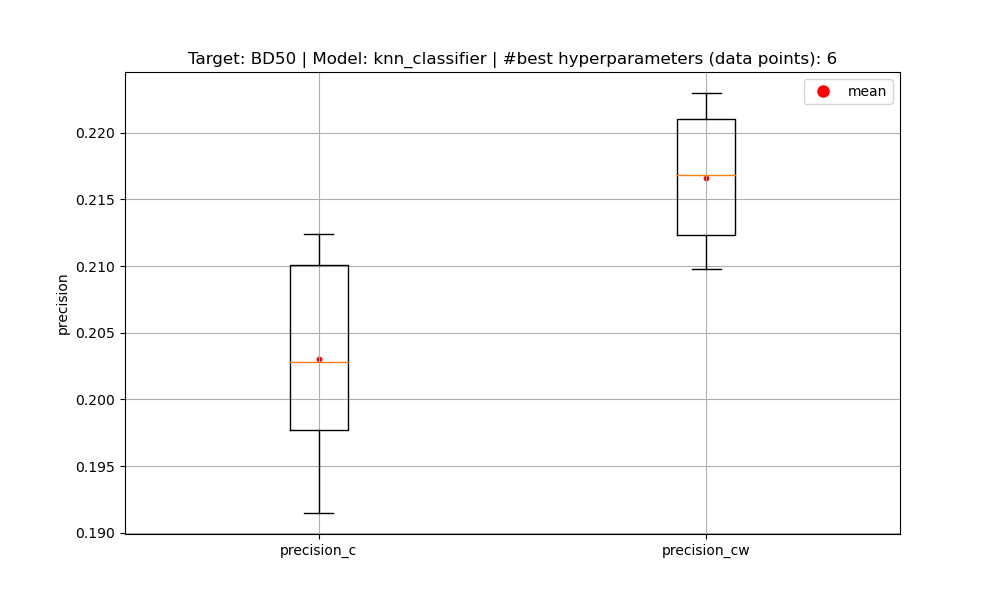 Target: BD50 | Model: knn_classifier | #best hyperparameters (data points): 6
mean
0.220
0.215
0.210
0.205
0.200
0.195
0.190
precision
precision_c
precision_cw